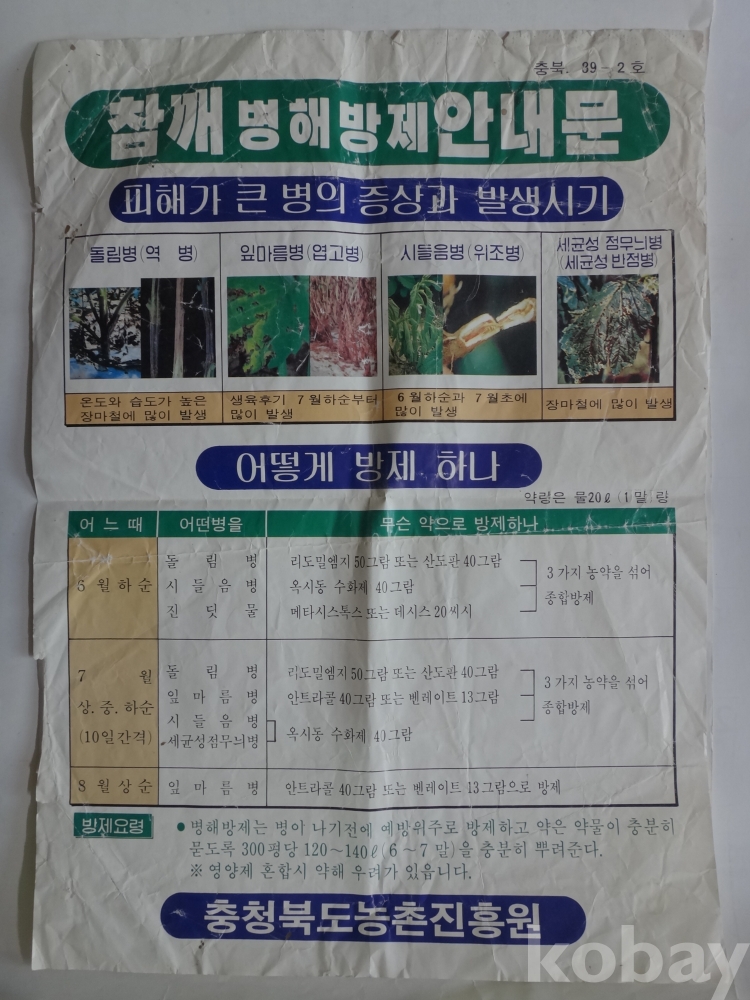 충북. 39-2호
참깨 병해방제 안내문
피해가 큰 병의 증상과 발생시기
돌림병(역 병) 잎마름병(엽고병) 시들음병(위조병) 세균성 점무늬병
(세균성 반점병)
온도와 습도가 높은 생육후기 7월하순부터 6월하순과 7월초에 장마철에 많이 발생
장마철에 많이 발생 많이 발생 많이 발생
어떻게 방제 하나
약량은 물20ℓ(1말)링
어느때 어떤병을 무슨 약으로 방제하나
돌 림 병 리도밀엠지 50그람 또는 산도판 40그람
5월하순 시 들 음 병 옥시동 수화제 40그람 3가지 농약을 섞어
진 딧 물 메타시스톡스 또는 데시스 20씨시 종합방제
7 월 돌 림 병 리도밀엠지 50그람 또는 산도판 40그람 3가지 농약을 섞어
상.중.하순 잎 마 름 병 안트라콜 40그람 또는 벤레이트 13그람 종합방제
시 들 음 병
(10일간격) 세균성점무늬병 옥시동 수화제 40그람
8월상순 잎 마 름 병 안트라콜 40그람 또는 벤레이트 13그람으로 방제
방제요령 ● 병해방제는 병이 나기전에 예방위주로 방제하고 약은 약물이 충분히
묻도록 300평당 120~140ℓ(6~7말)을 충분히 뿌려준다.
※ 영양제 혼합시 약해 우려가 있읍니다.
충청북도농촌진흥원
kobay